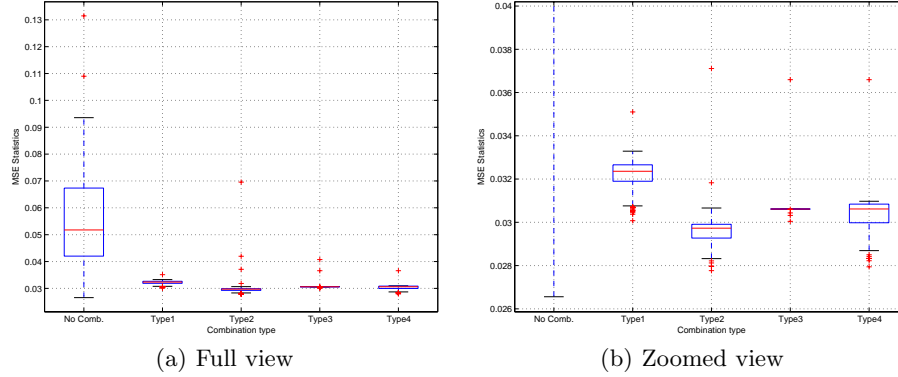 0.13
0.12
0.11
0.1
0.09
0.08
0.07
0.06
0.05
0.04
0.03
MSE Statistics
No Comb. Type1 Type2 Type3 Type4
Combination type
(a) Full view
0.04
0.038
0.036
0.034
0.032
0.03
0.028
0.026
MSE Statistics
No Comb. Type1 Type2 Type3 Type4
Combination type
(b) Zoomed view